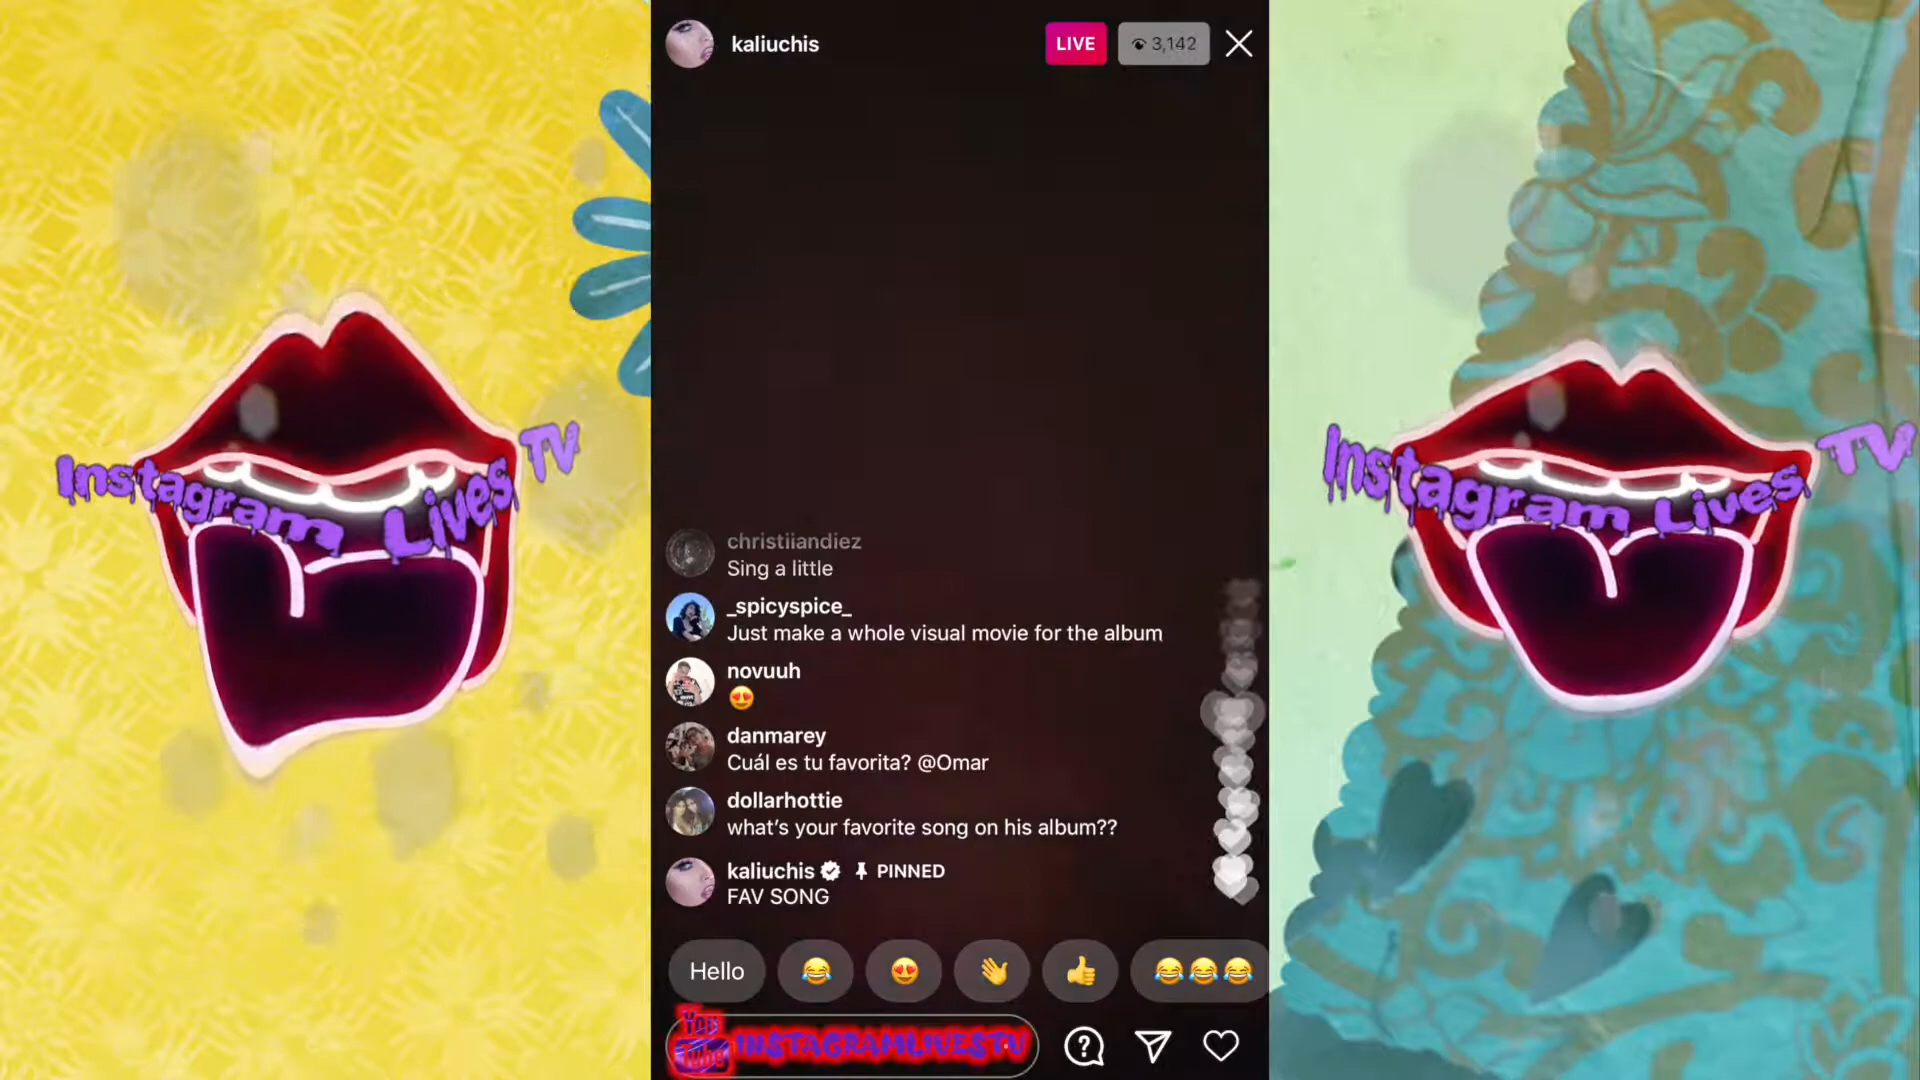 kaliuchis
LIVE
3,142
christiiandiez
Sing a little
_spicyspice_
Just make a whole visual movie for the album
novuuh
😍
danmarey
Cuál es tu favorita? @Omar
dollarhottie
what’s your favorite song on his album??
kaliuchis PINNED
FAV SONG
Hello
You
Tube INSTAGRAMLIVESTV
Instagram Lives TV
Instagram Lives TV